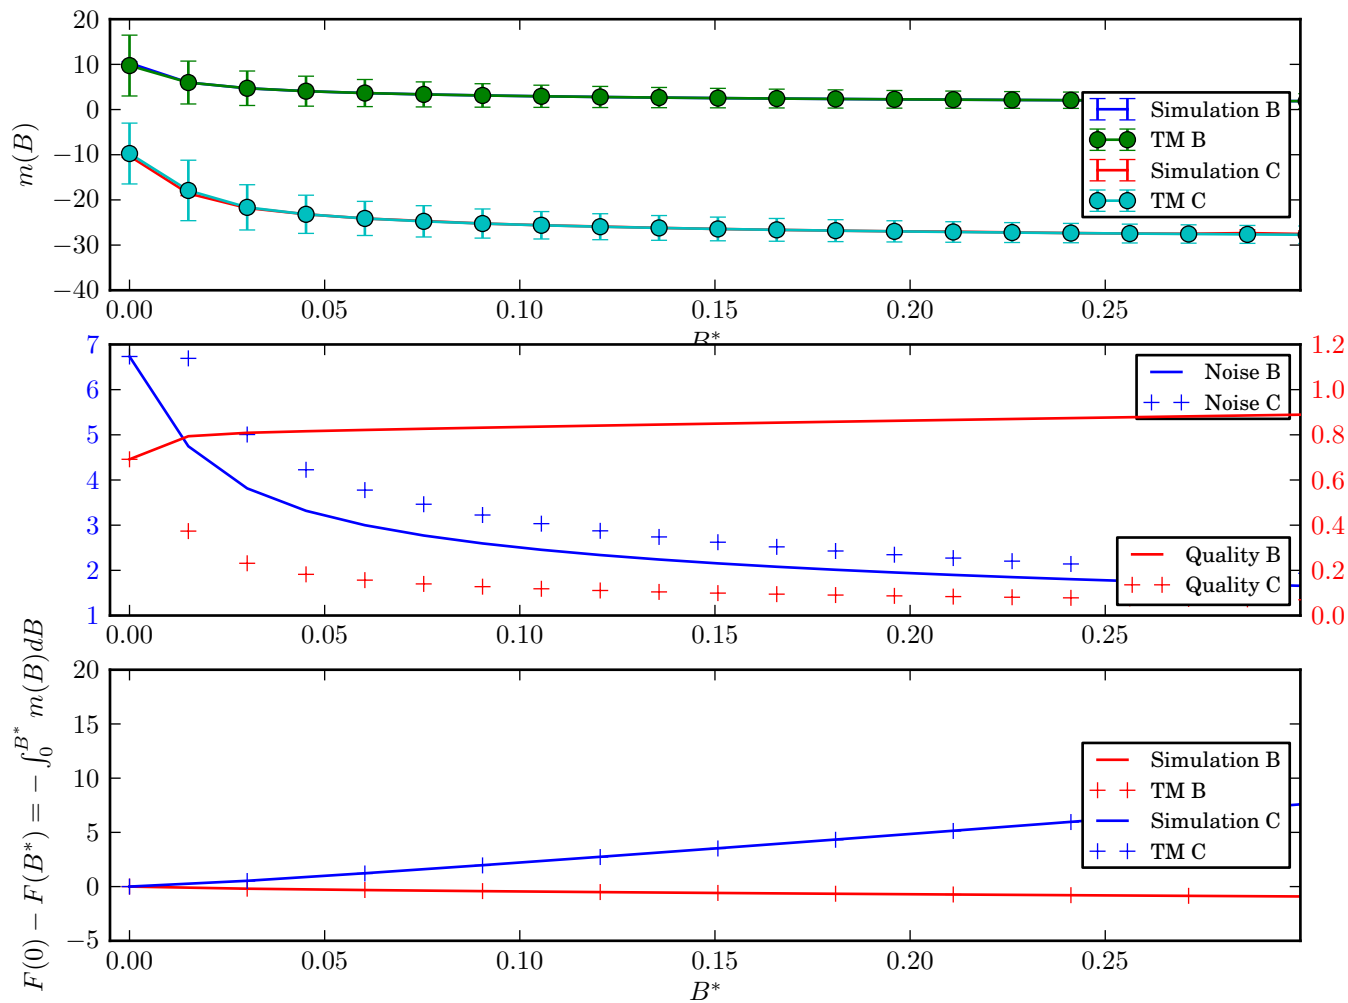 20
10
0
−10
−20
−30
−40
m(B)
Simulation B
TM B
Simulation C
TM C
0.00 0.05 0.10 0.15 0.20 0.25
B*
7
6
5
4
3
2
1
1.2
1.0
0.8
0.6
0.4
0.2
0.0
Noise B
Noise C
Quality B
Quality C
0.00 0.05 0.10 0.15 0.20 0.25
F(0) − F(B*) = − ∫₀^{B*} m(B)dB
20
15
10
5
0
−5
Simulation B
TM B
Simulation C
TM C
0.00 0.05 0.10 0.15 0.20 0.25
B*